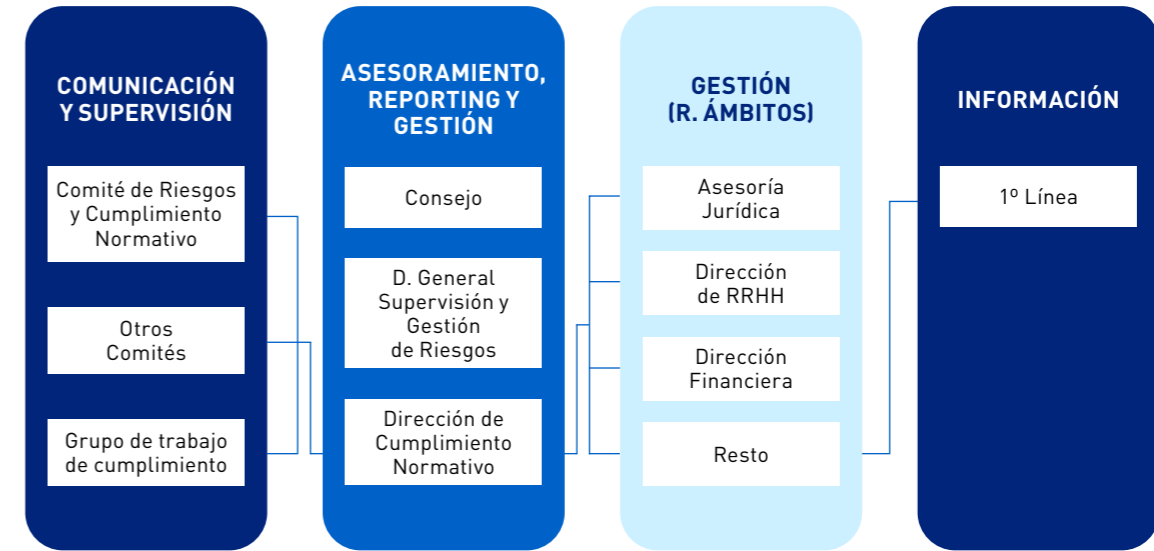 COMUNICACIÓN
Y SUPERVISIÓN
Comité de Riesgos
y Cumplimiento
Normativo
Otros
Comités
Grupo de trabajo
de cumplimiento
ASESORAMIENTO,
REPORTING Y
GESTIÓN
Consejo
D. General
Supervisión y
Gestión
de Riesgos
Dirección de
Cumplimiento
Normativo
GESTIÓN
(R. ÁMBITOS)
Asesoría
Jurídica
Dirección
de RRHH
Dirección
Financiera
Resto
INFORMACIÓN
1º Línea